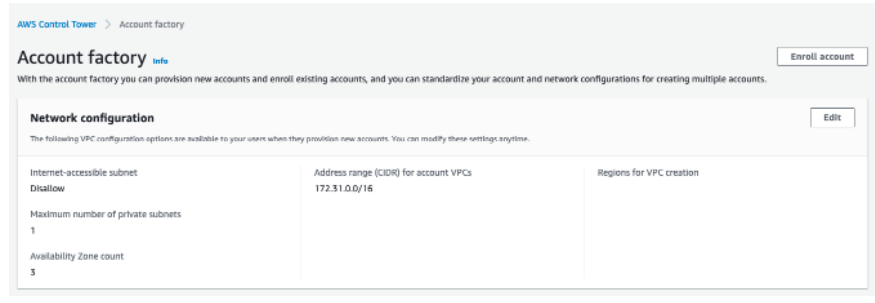 AWS Control Tower > Account factory
Account factory Info
Enroll account
With the account factory you can provision new accounts and enroll existing accounts, and you can standardize your account and network configurations for creating multiple accounts.
Network configuration
Edit
The following VPC configuration options are available to your users when they provision new accounts. You can modify these settings anytime.
Internet-accessible subnet
Disallow
Maximum number of private subnets
1
Availability Zone count
3
Address range (CIDR) for account VPCs
172.31.0.0/16
Regions for VPC creation